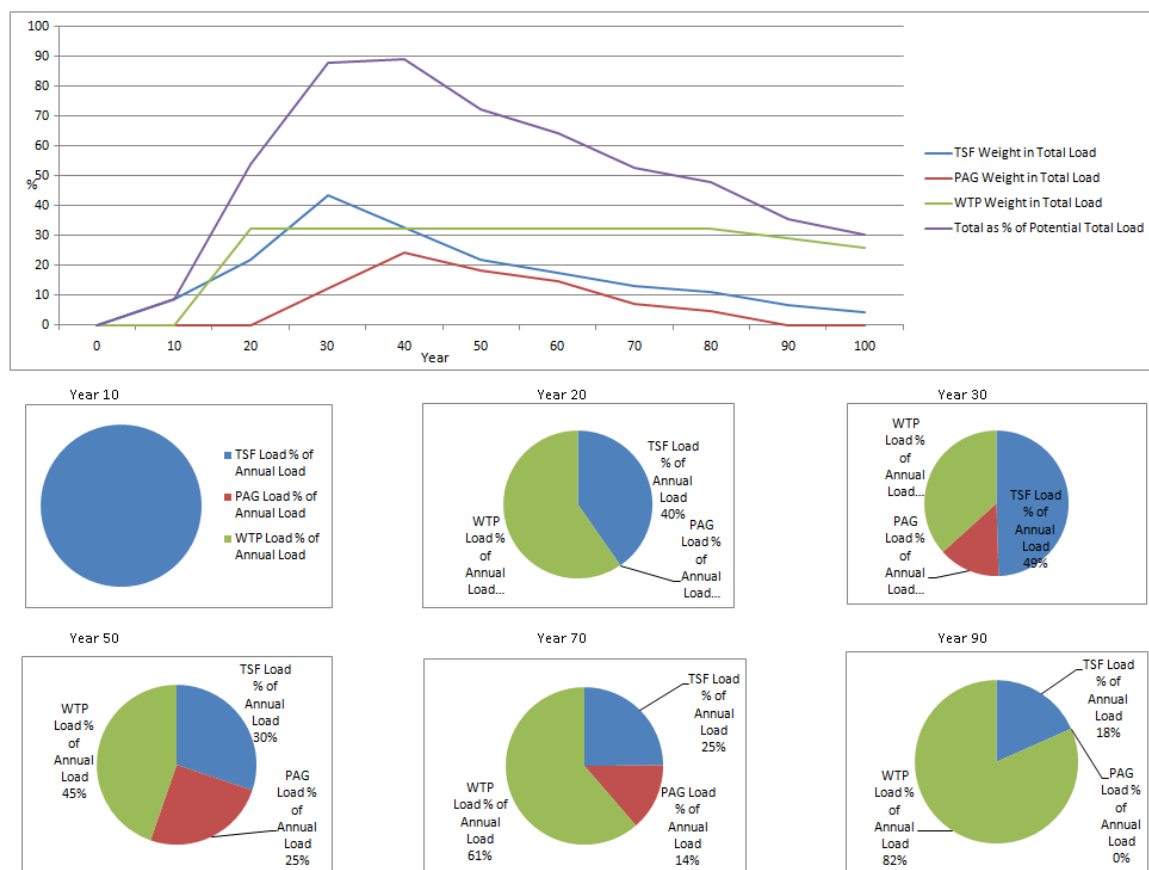 100
90
80
70
60
50
40
30
20
10
0
%
0 10 20 30 40 50 60 70 80 90 100
Year
TSF Weight in Total Load
PAG Weight in Total Load
WTP Weight in Total Load
Total as % of Potential Total Load
Year 10
TSF Load % of
Annual Load
PAG Load % of
Annual Load
WTP Load % of
Annual Load
Year 20
TSF Load
% of
Annual
Load
40%
WTP
Load %
of
Annual
Load...
PAG
Load %
of
Annual
Load...
Year 30
WTP
Load %
of
Annual
Load...
TSF Load
% of
Annual
Load
49%
PAG
Load %
of
Annual
Load...
Year 50
TSF Load
% of
Annual
Load
30%
WTP
Load %
of
Annual
Load
45%
PAG
Load %
of
Annual
Load
25%
Year 70
TSF Load
% of
Annual
Load
25%
WTP
Load % of
Annual
Load
61%
PAG Load
% of
Annual
Load
14%
Year 90
TSF Load
% of
Annual
Load
18%
WTP
Load %
of
Annual
Load
82%
PAG
Load %
of
Annual
Load
0%